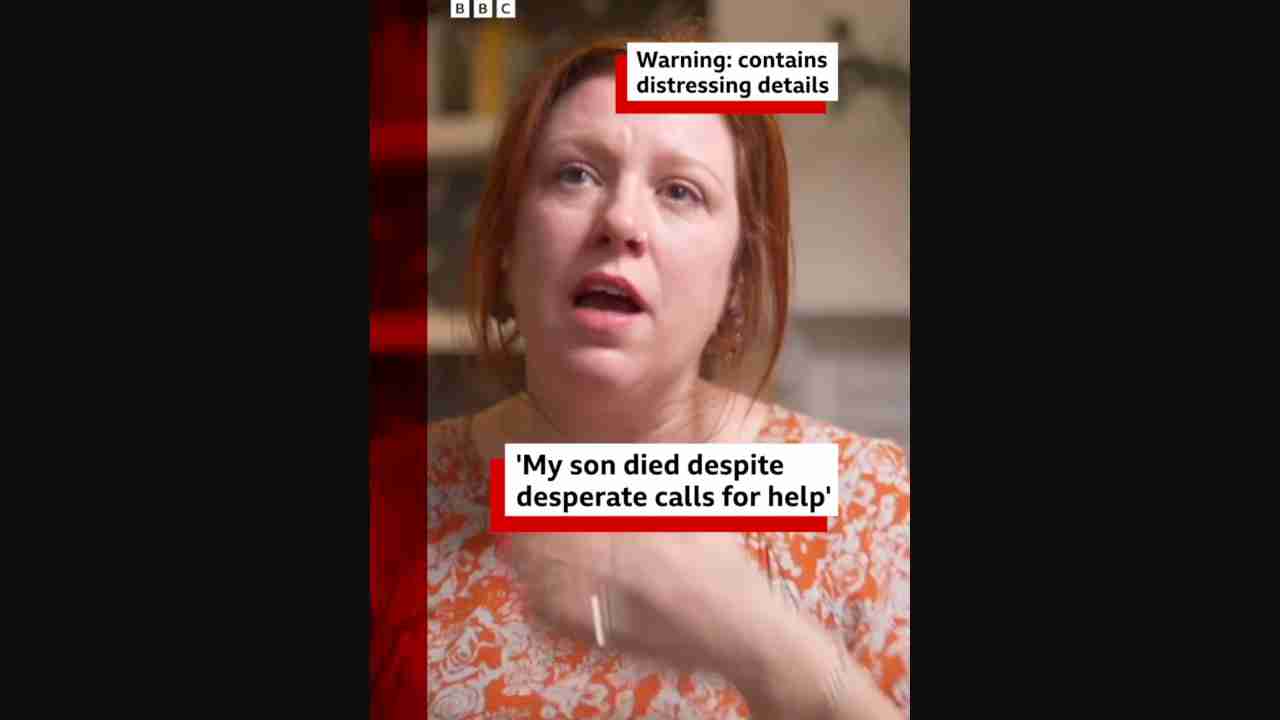 BBC
Warning: contains
distressing details
'My son died despite
desperate calls for help'